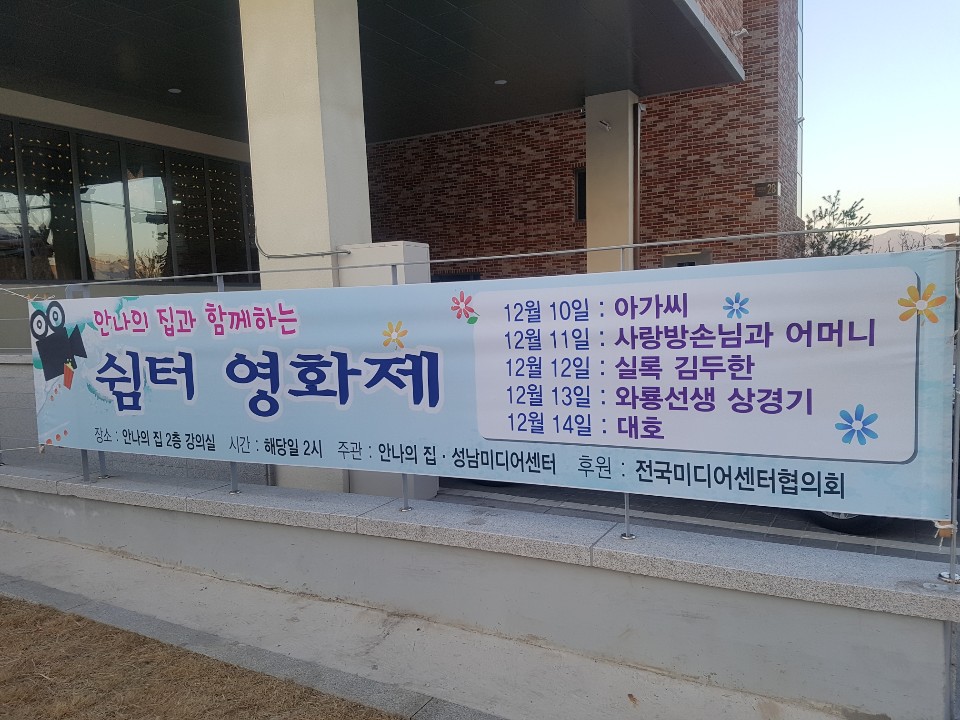 안나의 집과 함께하는
쉼터 영화제
장소 : 안나의 집 2층 강의실 시간 : 해당일 2시 주관 : 안나의 집 · 성남미디어센터 후원 : 전국미디어센터협의회
12월 10일 : 아가씨
12월 11일 : 사랑방손님과 어머니
12월 12일 : 실록 김두한
12월 13일 : 와룡선생 상경기
12월 14일 : 대호